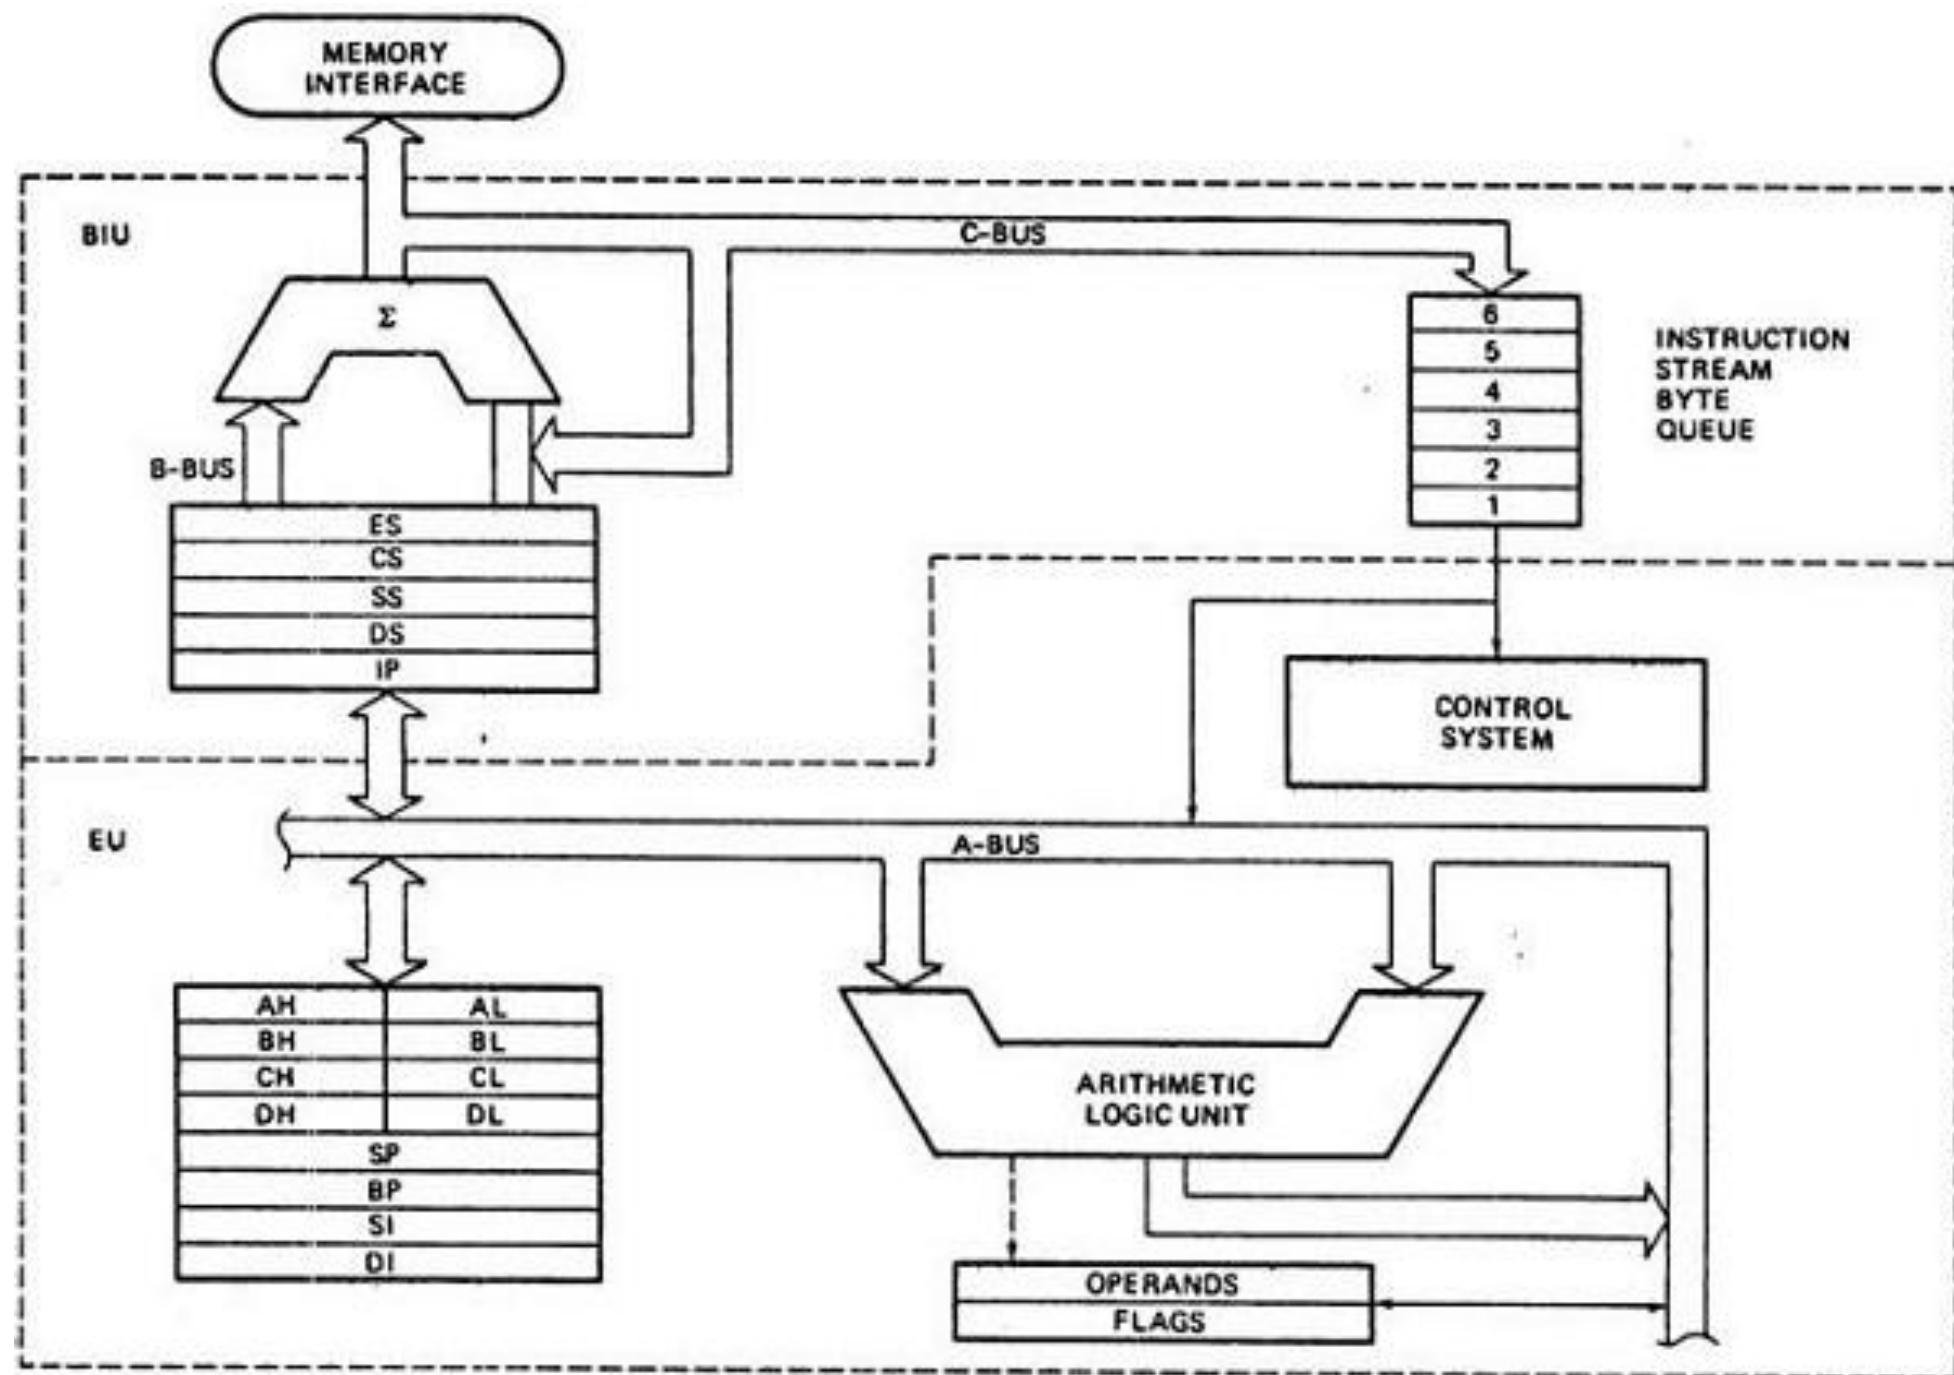 MEMORY
INTERFACE
BIU
C-BUS
Σ
6
5
4
3
2
1
INSTRUCTION
STREAM
BYTE
QUEUE
B-BUS
ES
CS
SS
DS
IP
CONTROL
SYSTEM
EU
A-BUS
AH AL
BH BL
CH CL
DH DL
SP
BP
SI
DI
ARITHMETIC
LOGIC UNIT
OPERANDS
FLAGS